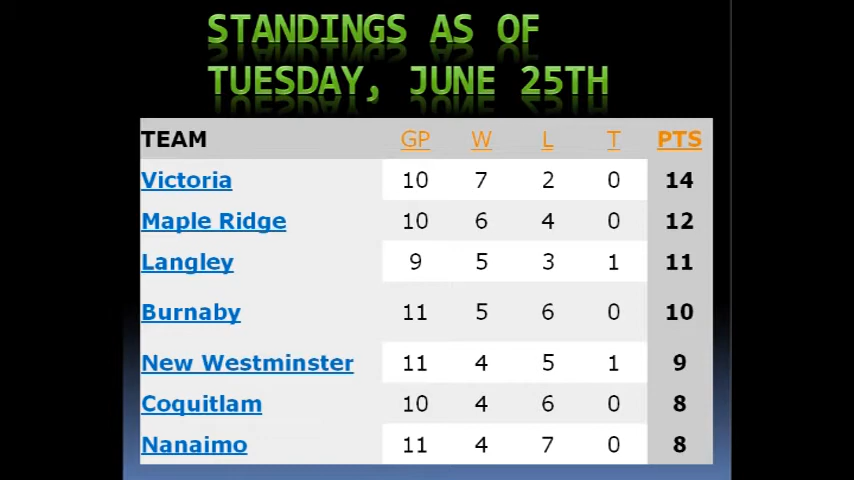 STANDINGS AS OF
TUESDAY, JUNE 25TH
TEAM GP W L T PTS
Victoria 10 7 2 0 14
Maple Ridge 10 6 4 0 12
Langley 9 5 3 1 11
Burnaby 11 5 6 0 10
New Westminster 11 4 5 1 9
Coquitlam 10 4 6 0 8
Nanaimo 11 4 7 0 8